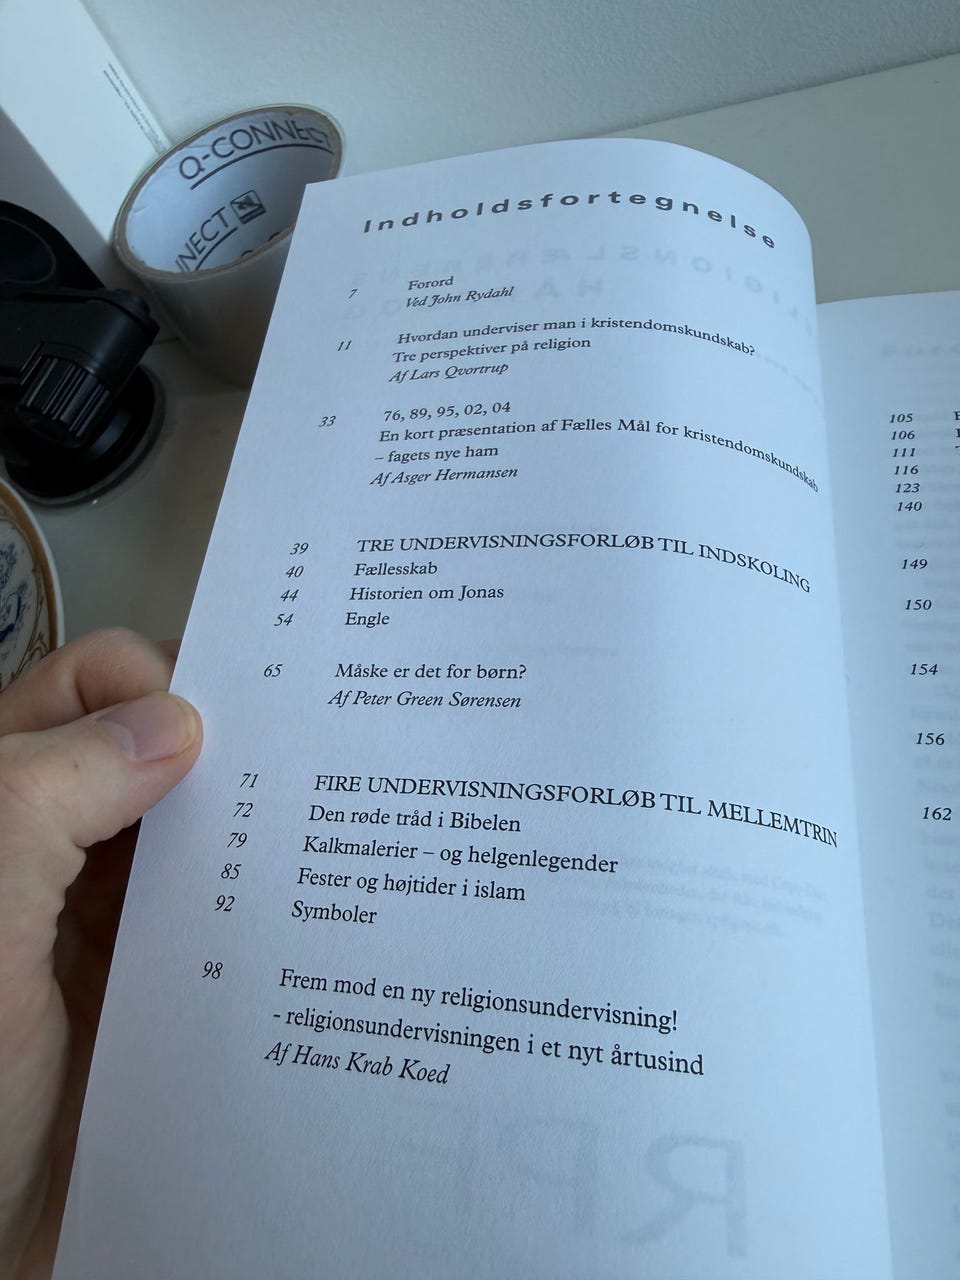 Q-CONNECT
NNECT
Indholdsfortegnelse
7 Forord
Ved John Rydahl
11 Hvordan underviser man i kristendomskundskab?
Tre perspektiver på religion
Af Lars Qvortrup
33 76, 89, 95, 02, 04
En kort præsentation af Fælles Mål for kristendomskundskab
– fagets nye ham
Af Asger Hermansen
39 TRE UNDERVISNINGSFORLØB TIL INDSKOLING
40 Fællesskab
44 Historien om Jonas
54 Engle
65 Måske er det for børn?
Af Peter Green Sørensen
71 FIRE UNDERVISNINGSFORLØB TIL MELLEMTRIN
72 Den røde tråd i Bibelen
79 Kalkmalerier – og helgenlegender
85 Fester og højtider i islam
92 Symboler
98 Frem mod en ny religionsundervisning!
- religionsundervisningen i et nyt årtusind
Af Hans Krab Koed
105
106
111
116
123
140
149
150
154
156
162